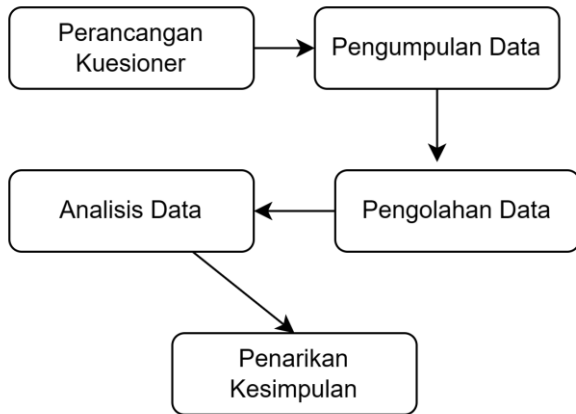 Perancangan
Kuesioner
Pengumpulan Data
Pengolahan Data
Analisis Data
Penarikan
Kesimpulan